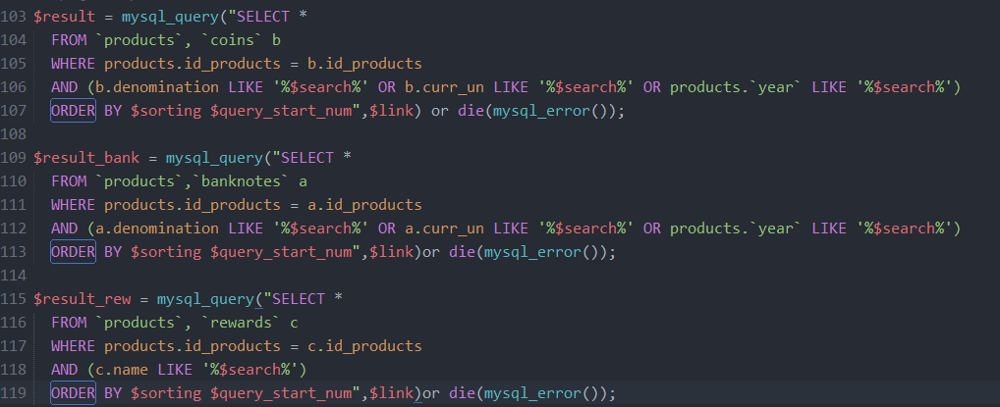 103 $result = mysql_query("SELECT *
104 FROM `products`, `coins` b
105 WHERE products.id_products = b.id_products
106 AND (b.denomination LIKE '%$search%' OR b.curr_un LIKE '%$search%' OR products.`year` LIKE '%$search%')
107 ORDER BY $sorting $query_start_num",$link) or die(mysql_error());
108
109 $result_bank = mysql_query("SELECT *
110 FROM `products`,`banknotes` a
111 WHERE products.id_products = a.id_products
112 AND (a.denomination LIKE '%$search%' OR a.curr_un LIKE '%$search%' OR products.`year` LIKE '%$search%')
113 ORDER BY $sorting $query_start_num",$link)or die(mysql_error());
114
115 $result_rew = mysql_query("SELECT *
116 FROM `products`, `rewards` c
117 WHERE products.id_products = c.id_products
118 AND (c.name LIKE '%$search%')
119 ORDER BY $sorting $query_start_num",$link)or die(mysql_error());